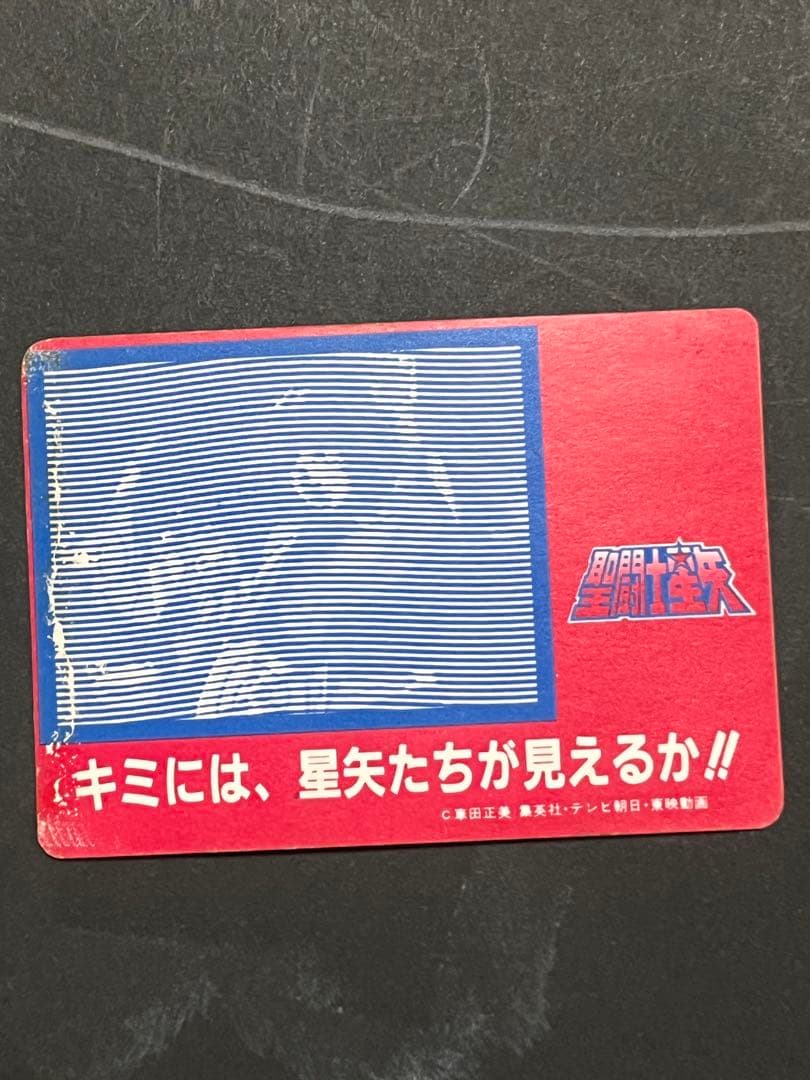 聖闘士星矢
キミには、星矢たちが見えるか!!
©車田正美 集英社・テレビ朝日・東映動画